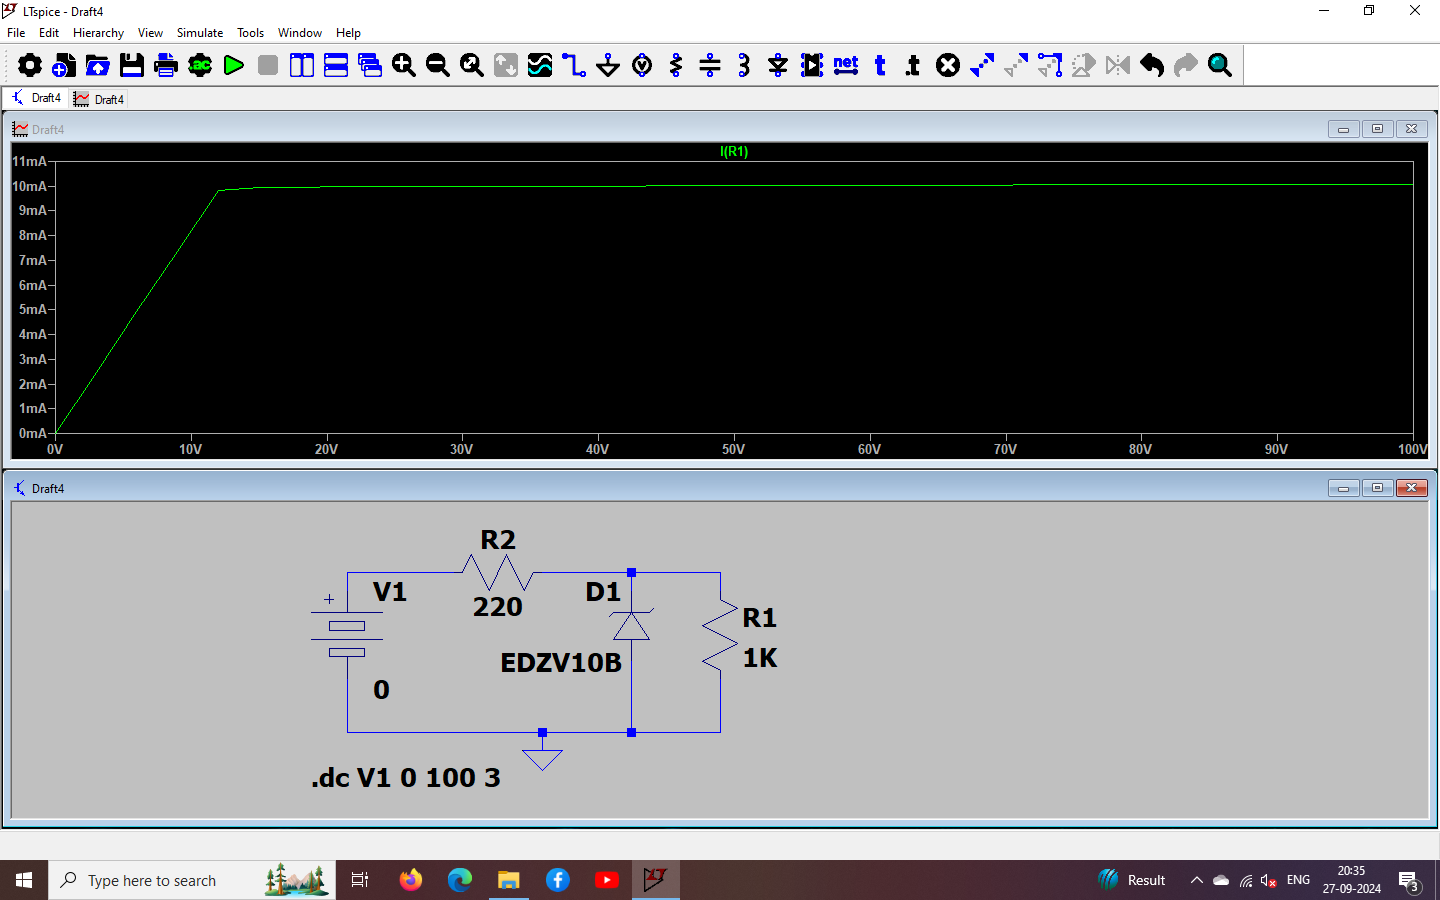 LTspice - Draft4
File Edit Hierarchy View Simulate Tools Window Help
.ac net t .t
Draft4 Draft4
Draft4
I(R1)
11mA
10mA
9mA
8mA
7mA
6mA
5mA
4mA
3mA
2mA
1mA
0mA
0V 10V 20V 30V 40V 50V 60V 70V 80V 90V 100V
Draft4
R2
V1
220
D1
R1
EDZV10B
1K
0
.dc V1 0 100 3
Type here to search
Result
ENG
20:35
27-09-2024
3